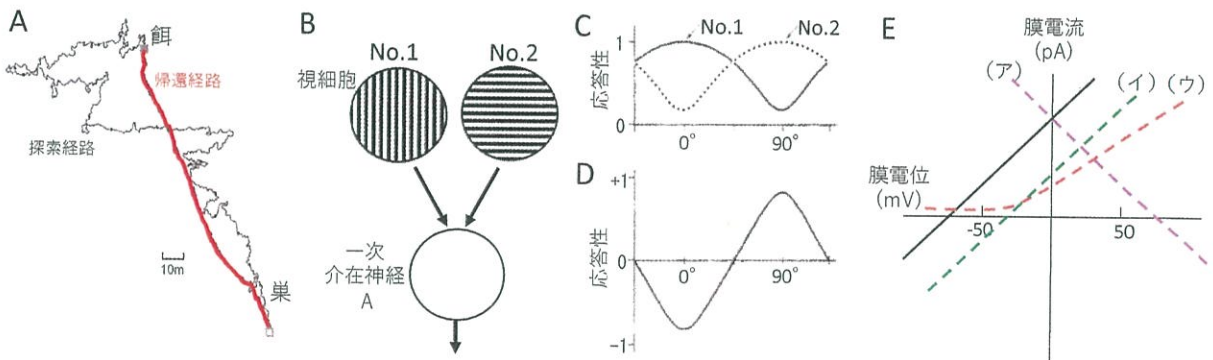 A
餌
帰還経路
探索経路
10m
巣
B
No.1
No.2
視細胞
一次
介在神経
A
C
No.1
No.2
応答性
1
0
0°
90°
D
応答性
+1
0
-1
0°
90°
E
膜電流
(pA)
(ア)
(イ)
(ウ)
膜電位
(mV)
-50
50